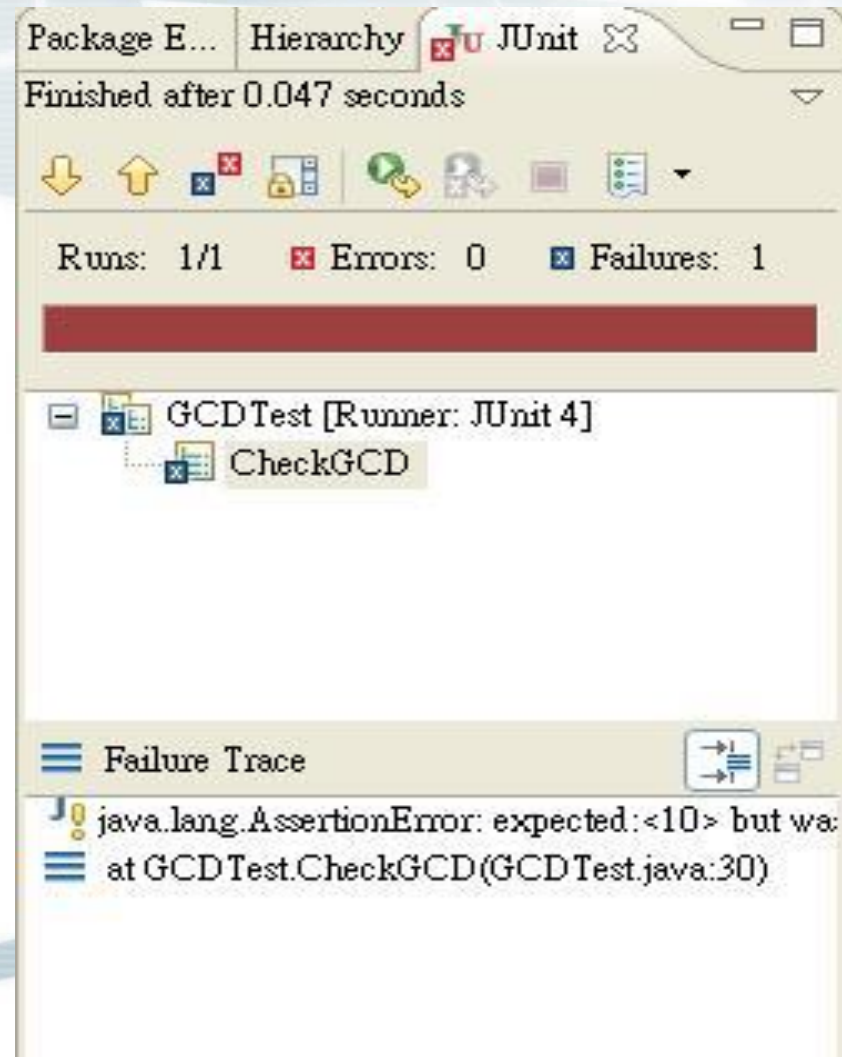 Package E... Hierarchy JUnit
Finished after 0.047 seconds
Runs: 1/1 Errors: 0 Failures: 1
GCDTest [Runner: JUnit 4]
CheckGCD
Failure Trace
java.lang.AssertionError: expected:<10> but was
at GCDTest.CheckGCD(GCDTest.java:30)